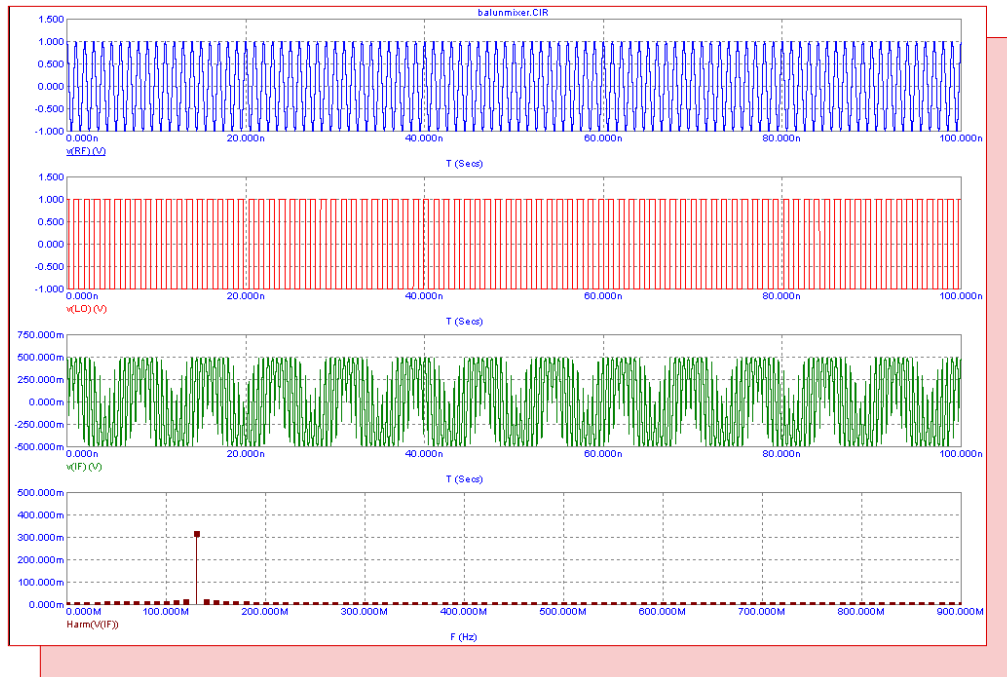 balunmixer.CIR
1.500
1.000
0.500
0.000
-0.500
-1.000
0.000n 20.000n 40.000n 60.000n 80.000n 100.000n
v(RF) (V)
T (Secs)
1.500
1.000
0.500
0.000
-0.500
-1.000
0.000n 20.000n 40.000n 60.000n 80.000n 100.000n
v(LO) (V)
T (Secs)
750.000m
500.000m
250.000m
0.000m
-250.000m
-500.000m
0.000n 20.000n 40.000n 60.000n 80.000n 100.000n
v(IF) (V)
T (Secs)
500.000m
400.000m
300.000m
200.000m
100.000m
0.000m
0.000M 100.000M 200.000M 300.000M 400.000M 500.000M 600.000M 700.000M 800.000M 900.000M
Harm(V(IF))
F (Hz)